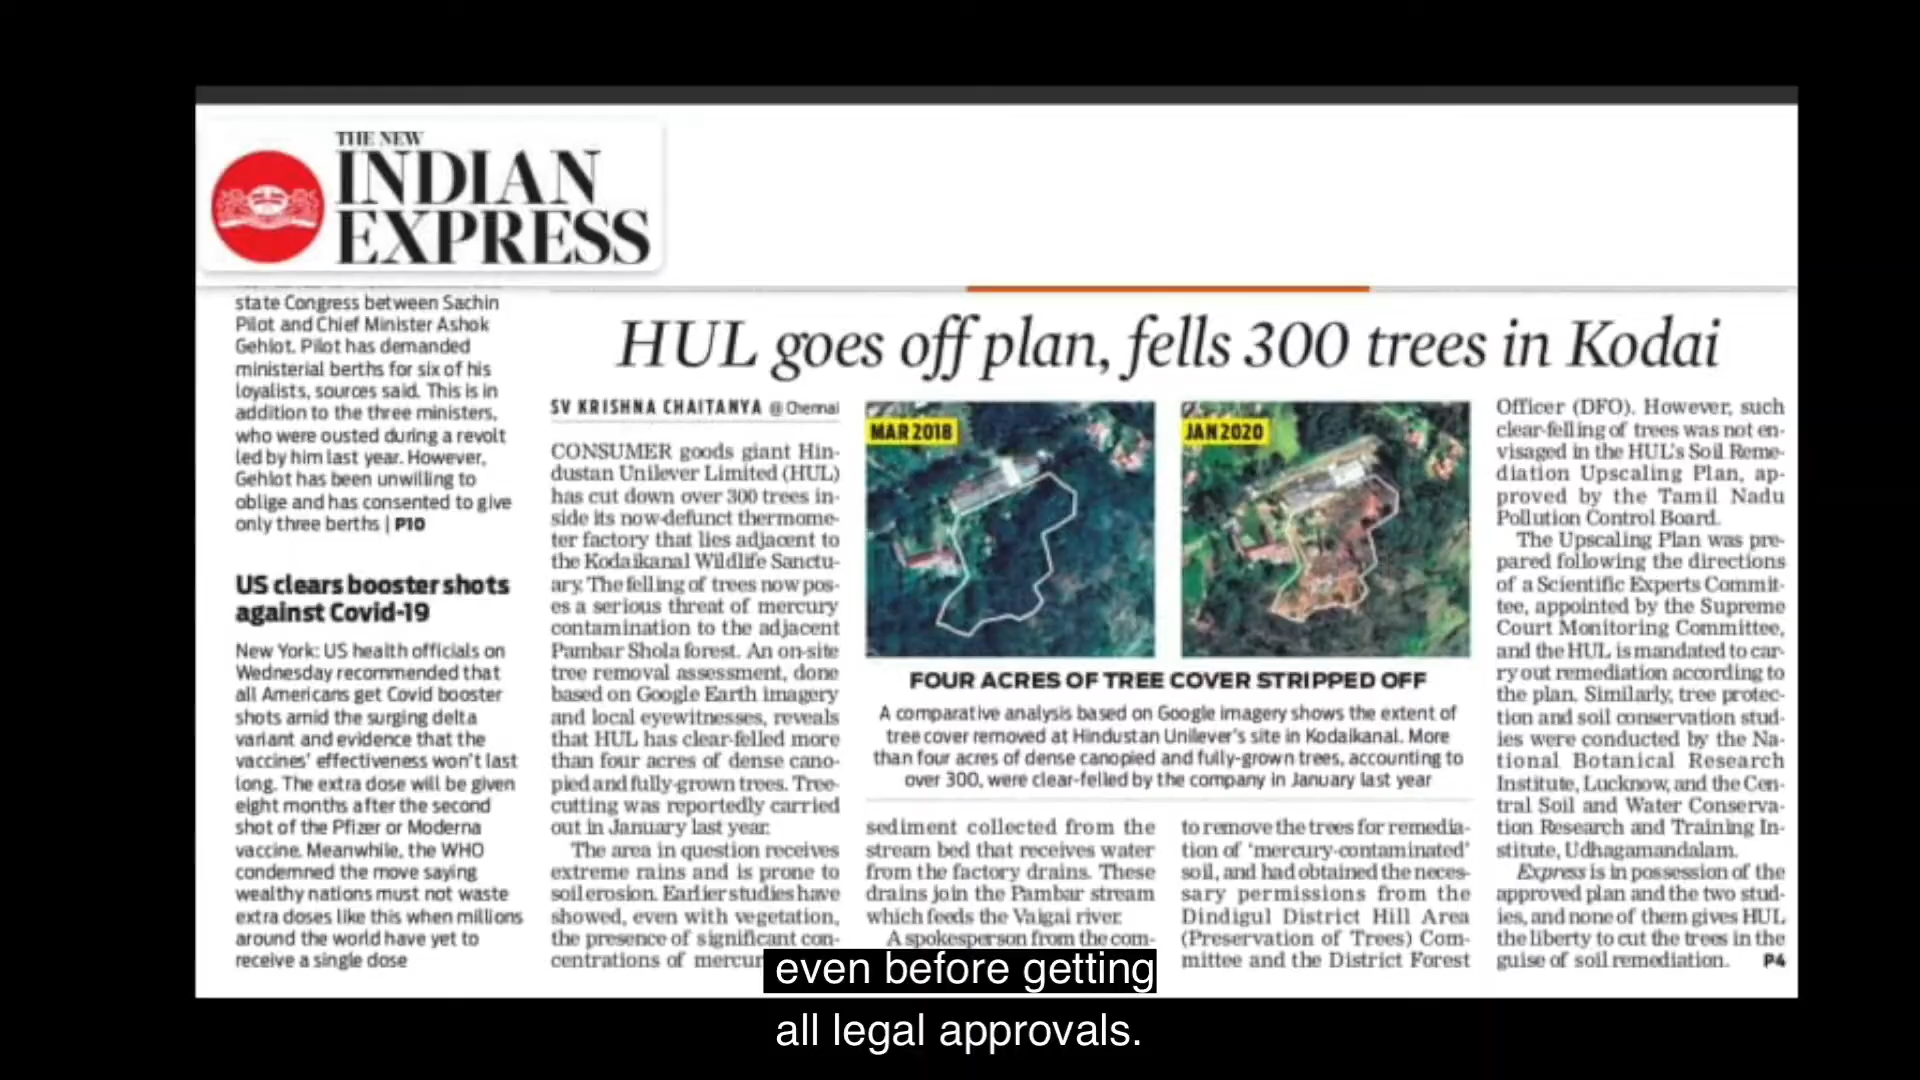 THE NEW
INDIAN
EXPRESS
state Congress between Sachin
Pilot and Chief Minister Ashok
Gehlot. Pilot has demanded
ministerial berths for six of his
loyalists, sources said. This is in
addition to the three ministers,
who were ousted during a revolt
led by him last year. However,
Gehlot has been unwilling to
oblige and has consented to give
only three berths | P10
US clears booster shots
against Covid-19
New York: US health officials on
Wednesday recommended that
all Americans get Covid booster
shots amid the surging delta
variant and evidence that the
vaccines' effectiveness won't last
long. The extra dose will be given
eight months after the second
shot of the Pfizer or Moderna
vaccine. Meanwhile, the WHO
condemned the move saying
wealthy nations must not waste
extra doses like this when millions
around the world have yet to
receive a single dose
HUL goes off plan, fells 300 trees in Kodai
SV KRISHNA CHAITANYA @ Chennai
CONSUMER goods giant Hin-
dustan Unilever Limited (HUL)
has cut down over 300 trees in-
side its now-defunct thermome-
ter factory that lies adjacent to
the Kodaikanal Wildlife Sanctu-
ary. The felling of trees now pos-
es a serious threat of mercury
contamination to the adjacent
Pambar Shola forest. An on-site
tree removal assessment, done
based on Google Earth imagery
and local eyewitnesses, reveals
that HUL has clear-felled more
than four acres of dense cano-
pied and fully-grown trees. Tree-
cutting was reportedly carried
out in January last year.
The area in question receives
extreme rains and is prone to
soil erosion. Earlier studies have
showed, even with vegetation,
the presence of significant con-
centrations of mercur
MAR 2018
JAN 2020
FOUR ACRES OF TREE COVER STRIPPED OFF
A comparative analysis based on Google imagery shows the extent of
tree cover removed at Hindustan Unilever's site in Kodaikanal. More
than four acres of dense canopied and fully-grown trees, accounting to
over 300, were clear-felled by the company in January last year
sediment collected from the
stream bed that receives water
from the factory drains. These
drains join the Pambar stream
which feeds the Vaigai river.
A spokesperson from the com-
to remove the trees for remedia-
tion of 'mercury-contaminated'
soil, and had obtained the neces-
sary permissions from the
Dindigul District Hill Area
(Preservation of Trees) Com-
mittee and the District Forest
Officer (DFO). However, such
clear-felling of trees was not en-
visaged in the HUL's Soil Reme-
diation Upscaling Plan, ap-
proved by the Tamil Nadu
Pollution Control Board.
The Upscaling Plan was pre-
pared following the directions
of a Scientific Experts Commit-
tee, appointed by the Supreme
Court Monitoring Committee,
and the HUL is mandated to car-
ry out remediation according to
the plan. Similarly, tree protec-
tion and soil conservation stud-
ies were conducted by the Na-
tional Botanical Research
Institute, Lucknow, and the Cen-
tral Soil and Water Conserva-
tion Research and Training In-
stitute, Udhagamandalam.
Express is in possession of the
approved plan and the two stud-
ies, and none of them gives HUL
the liberty to cut the trees in the
guise of soil remediation. P4
even before getting
all legal approvals.